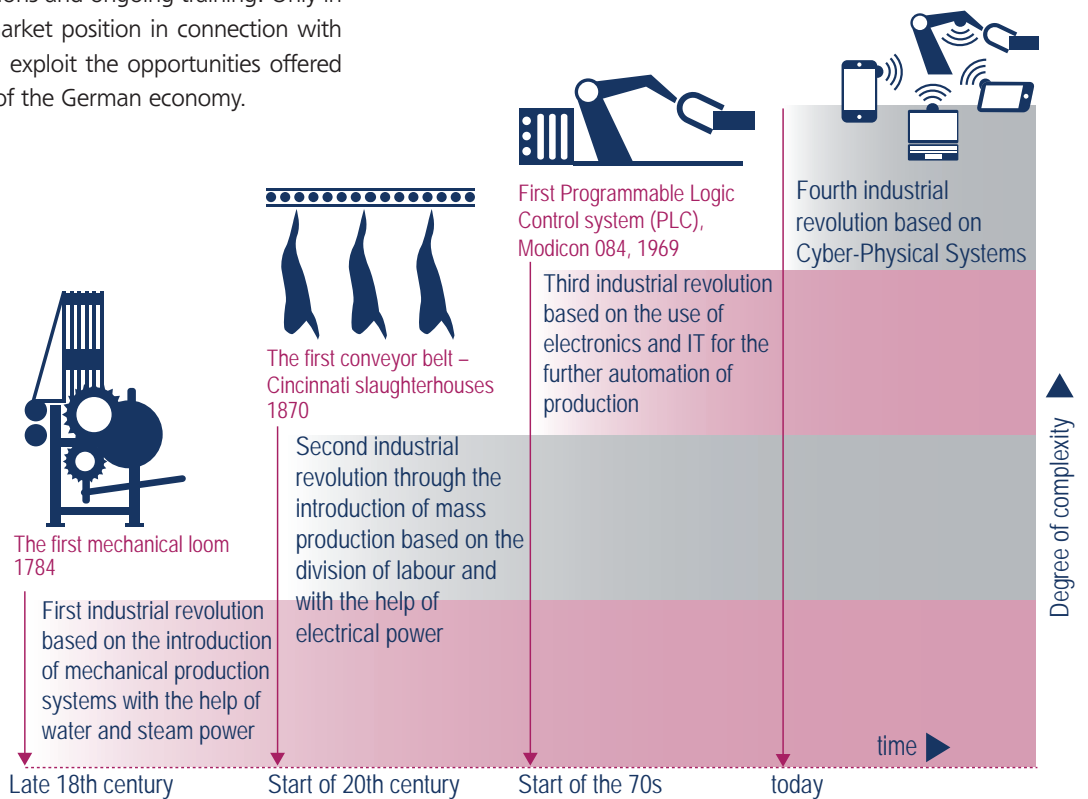 ions and ongoing training. Only in
arket position in connection with
exploit the opportunities offered
of the German economy.
First Programmable Logic
Control system (PLC),
Modicon 084, 1969
Fourth industrial
revolution based on
Cyber-Physical Systems
Third industrial revolution
based on the use of
electronics and IT for the
further automation of
production
The first conveyor belt –
Cincinnati slaughterhouses
1870
Second industrial
revolution through the
introduction of mass
production based on the
division of labour and
with the help of
electrical power
The first mechanical loom
1784
First industrial revolution
based on the introduction
of mechanical production
systems with the help of
water and steam power
Degree of complexity
time
Late 18th century
Start of 20th century
Start of the 70s
today